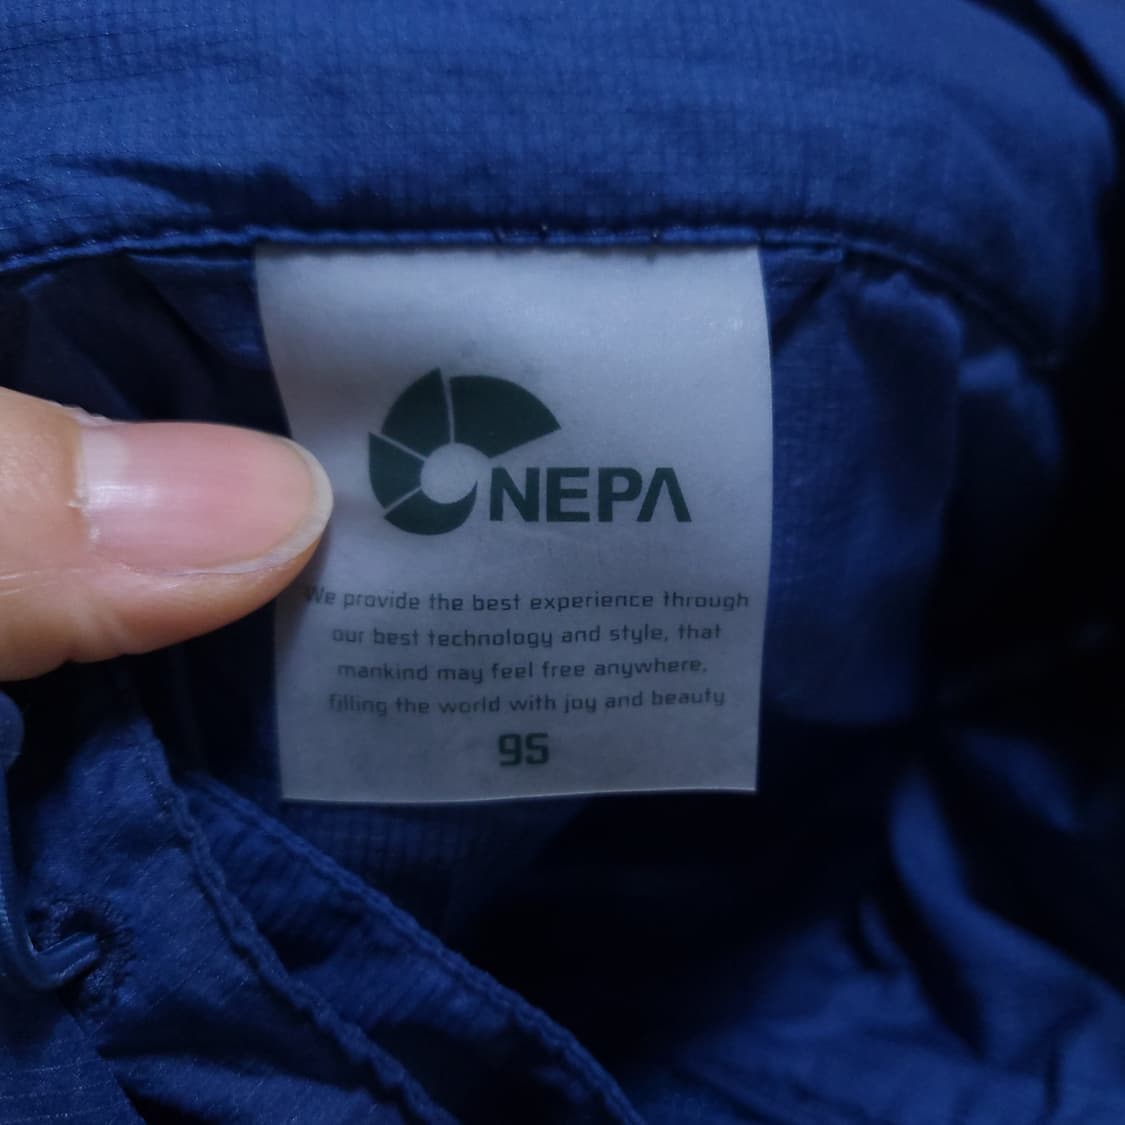 NEPA
We provide the best experience through
our best technology and style, that
mankind may feel free anywhere,
filling the world with joy and beauty
95